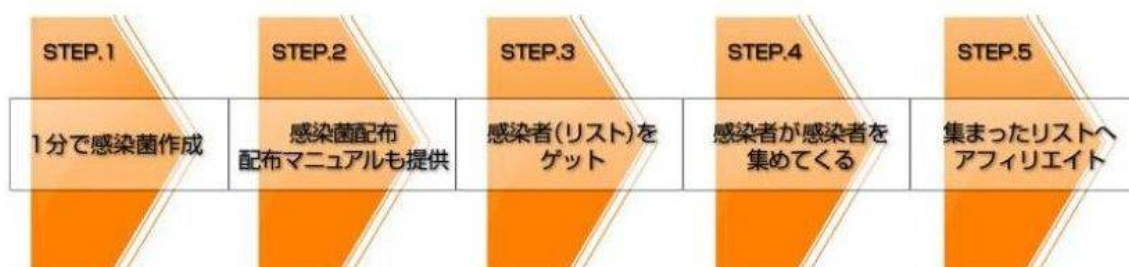 STEP.1
1分で感染菌作成
STEP.2
感染菌配布
配布マニュアルも提供
STEP.3
感染者(リスト)を
ゲット
STEP.4
感染者が感染者を
集めてくる
STEP.5
集まったリストへ
アフィリエイト